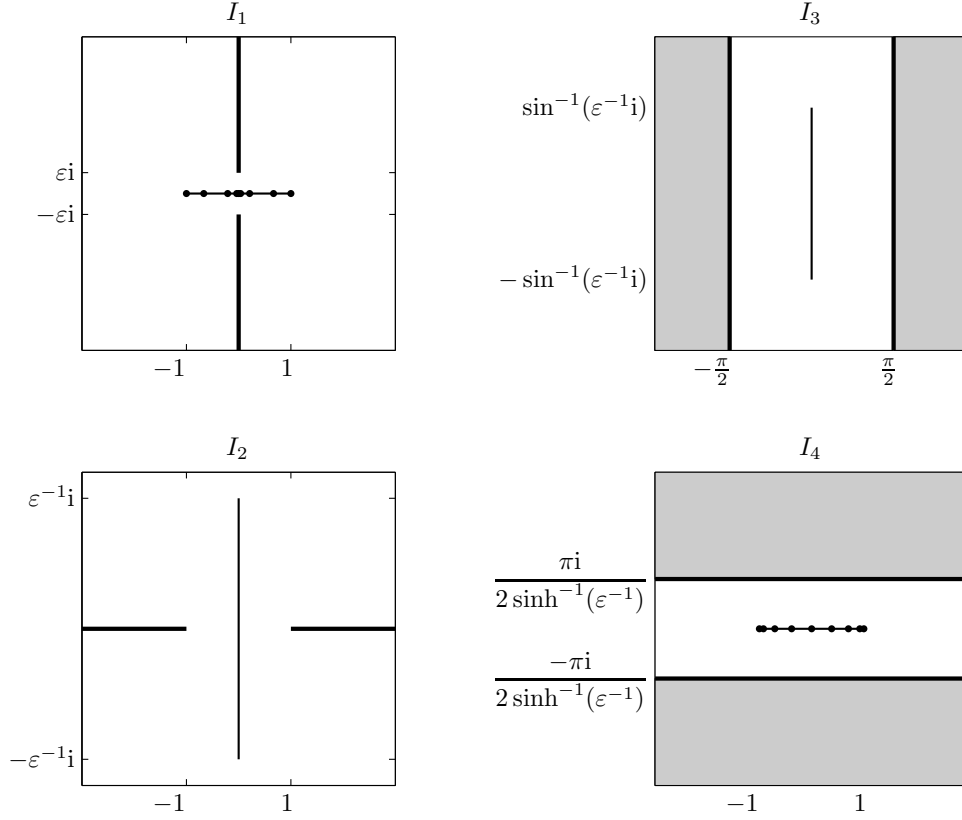 I₁
εi
−εi
−1 1
I₃
sin⁻¹(ε⁻¹i)
− sin⁻¹(ε⁻¹i)
−π/2 π/2
I₂
ε⁻¹i
−ε⁻¹i
−1 1
I₄
πi
2 sinh⁻¹(ε⁻¹)
−πi
2 sinh⁻¹(ε⁻¹)
−1 1